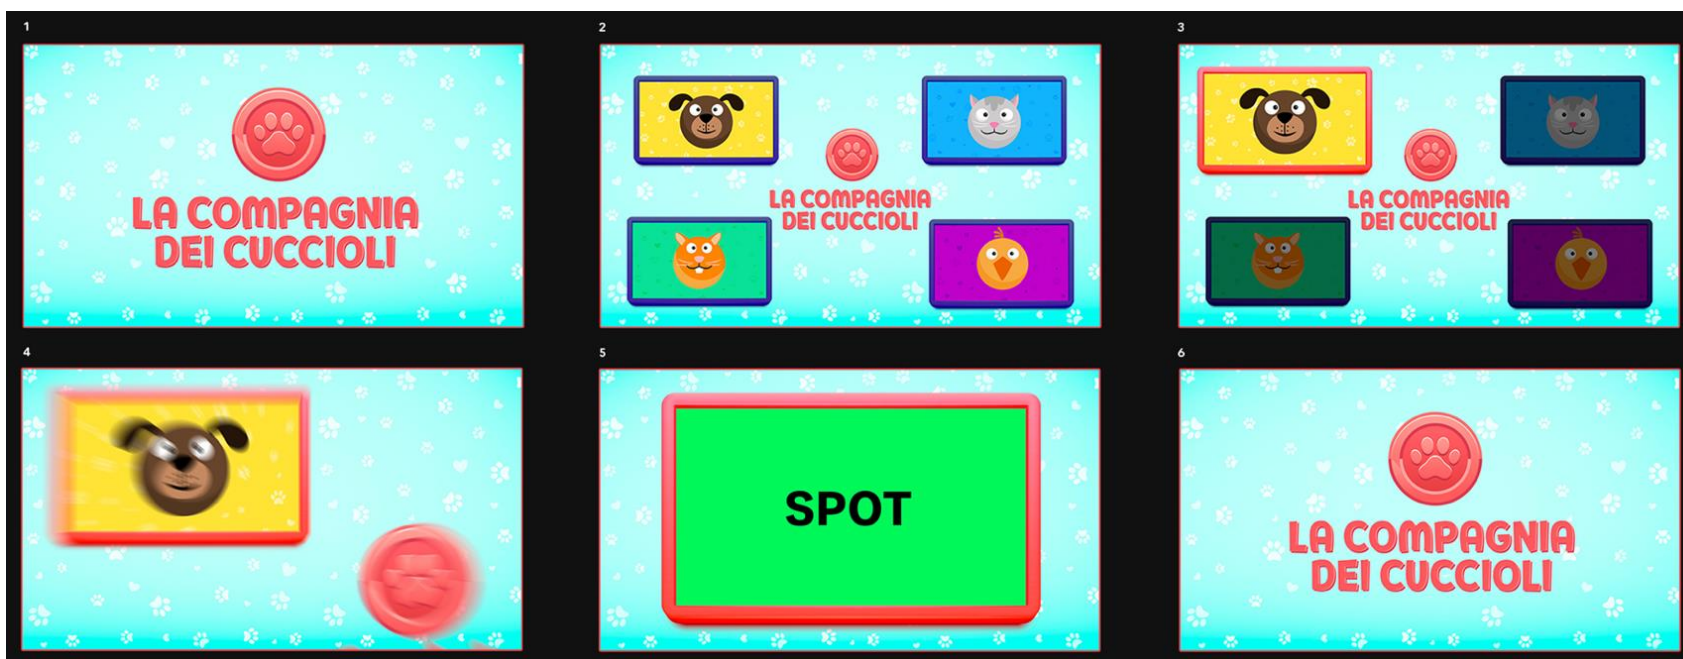 1
2
3
LA COMPAGNIA
DEI CUCCIOLI
LA COMPAGNIA
DEI CUCCIOLI
LA COMPAGNIA
DEI CUCCIOLI
4
5
6
SPOT
LA COMPAGNIA
DEI CUCCIOLI